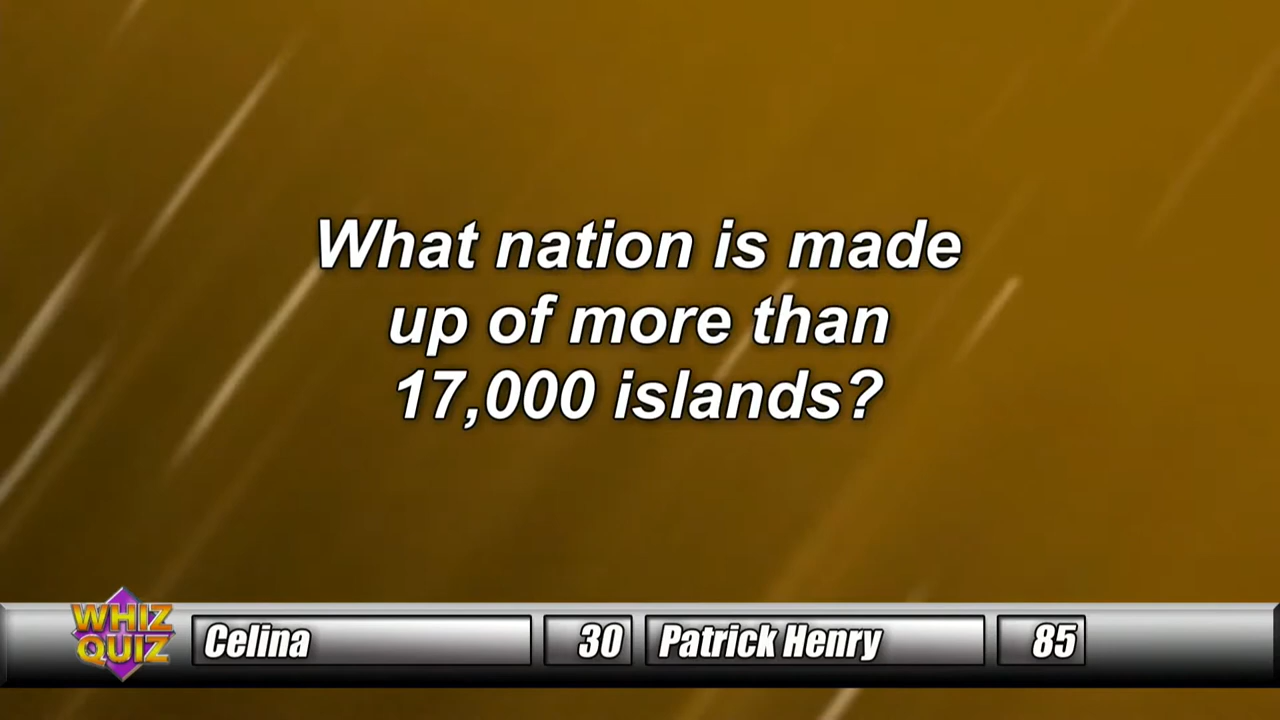 What nation is made
up of more than
17,000 islands?
WHIZ
QUIZ
Celina 30 Patrick Henry 85